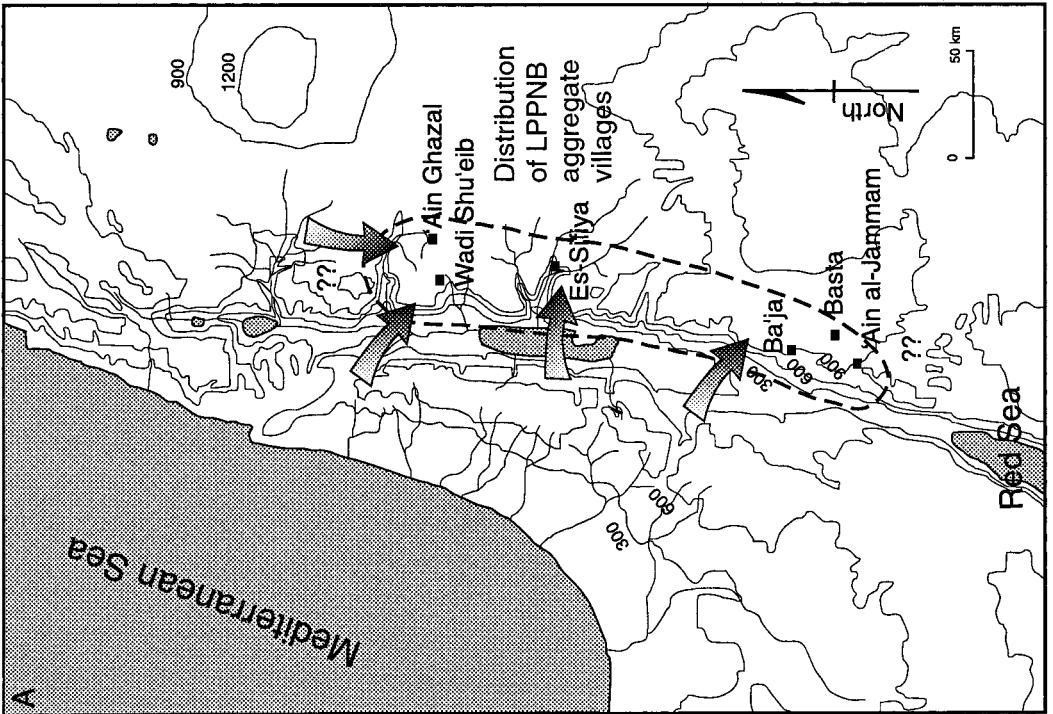 A
Mediterranean Sea
900
1200
??
'Ain Ghazal
Wadi Shu'eib
Distribution
of LPPNB
aggregate
villages
Es-Sifiya
North
0
50 km
Ba'ja
Basta
'Ain al-Jammam
300
600
900
??
300
600
Red Sea